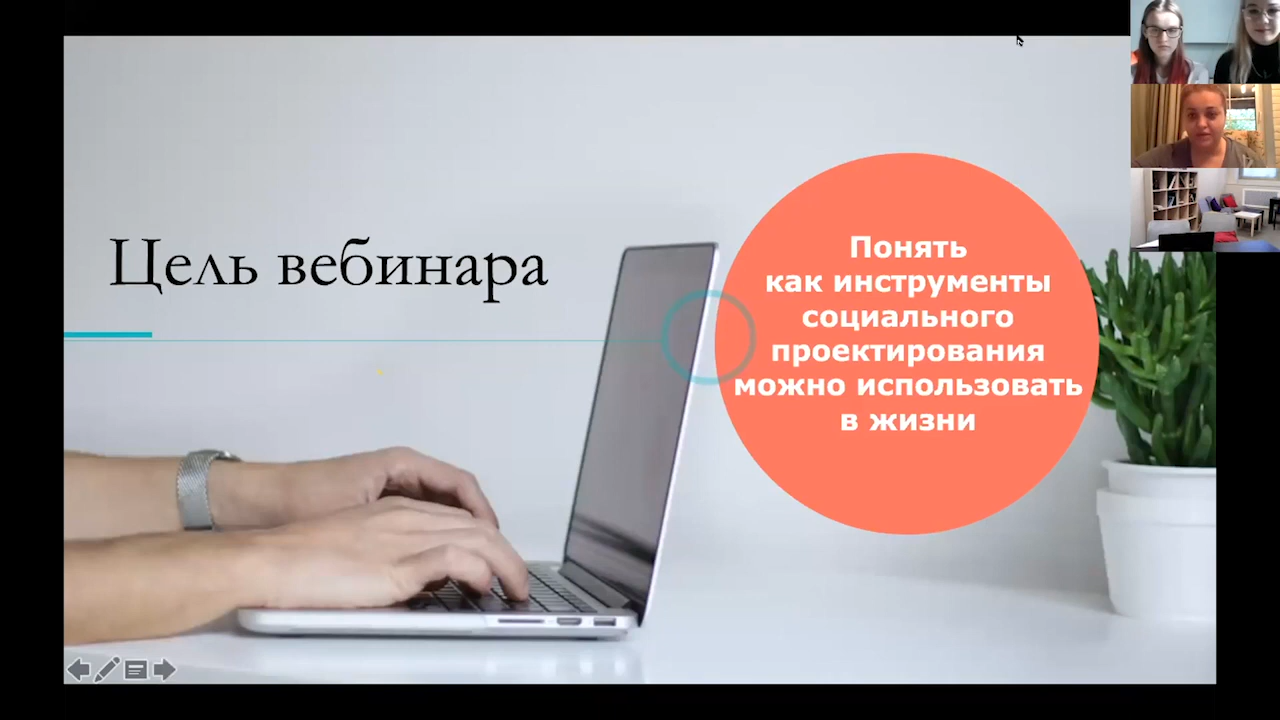 Цель вебинара
Понять
как инструменты
социального
проектирования
можно использовать
в жизни